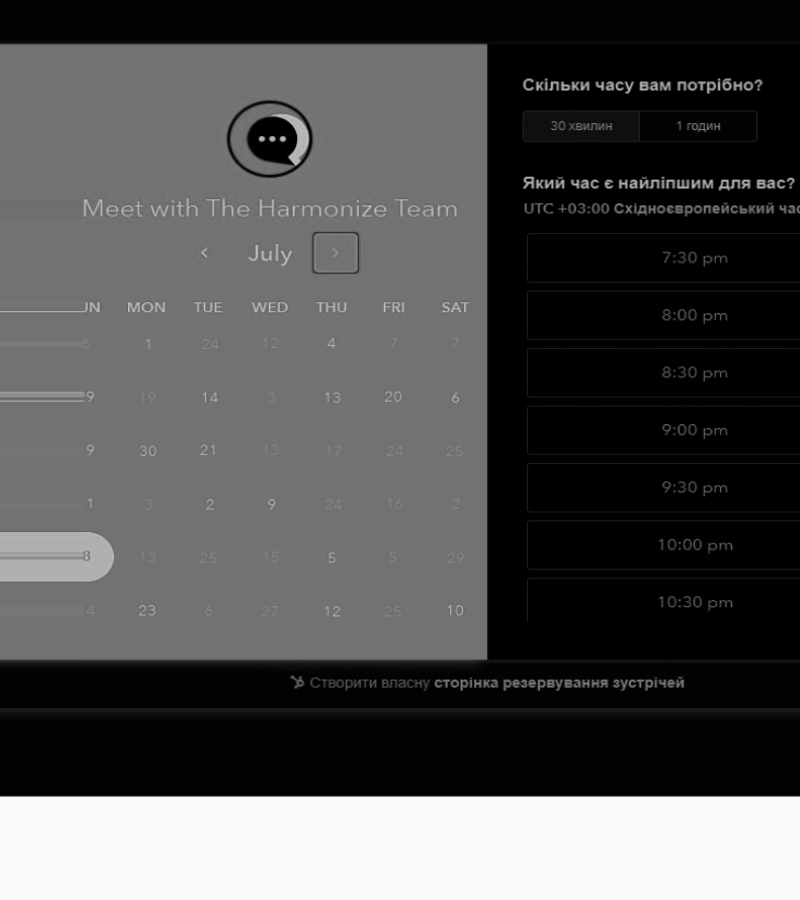 Meet with The Harmonize Team
July
UN MON TUE WED THU FRI SAT
6 1 24 12 4 7 7
9 19 14 3 13 20 6
9 30 21 13 17 24 25
1 3 2 9 24 16 2
8 13 25 15 5 5 29
4 23 6 27 12 25 10
Скільки часу вам потрібно?
30 хвилин 1 годин
Який час є найліпшим для вас?
UTC +03:00 Східноєвропейський час
7:30 pm
8:00 pm
8:30 pm
9:00 pm
9:30 pm
10:00 pm
10:30 pm
Створити власну сторінка резервування зустрічей